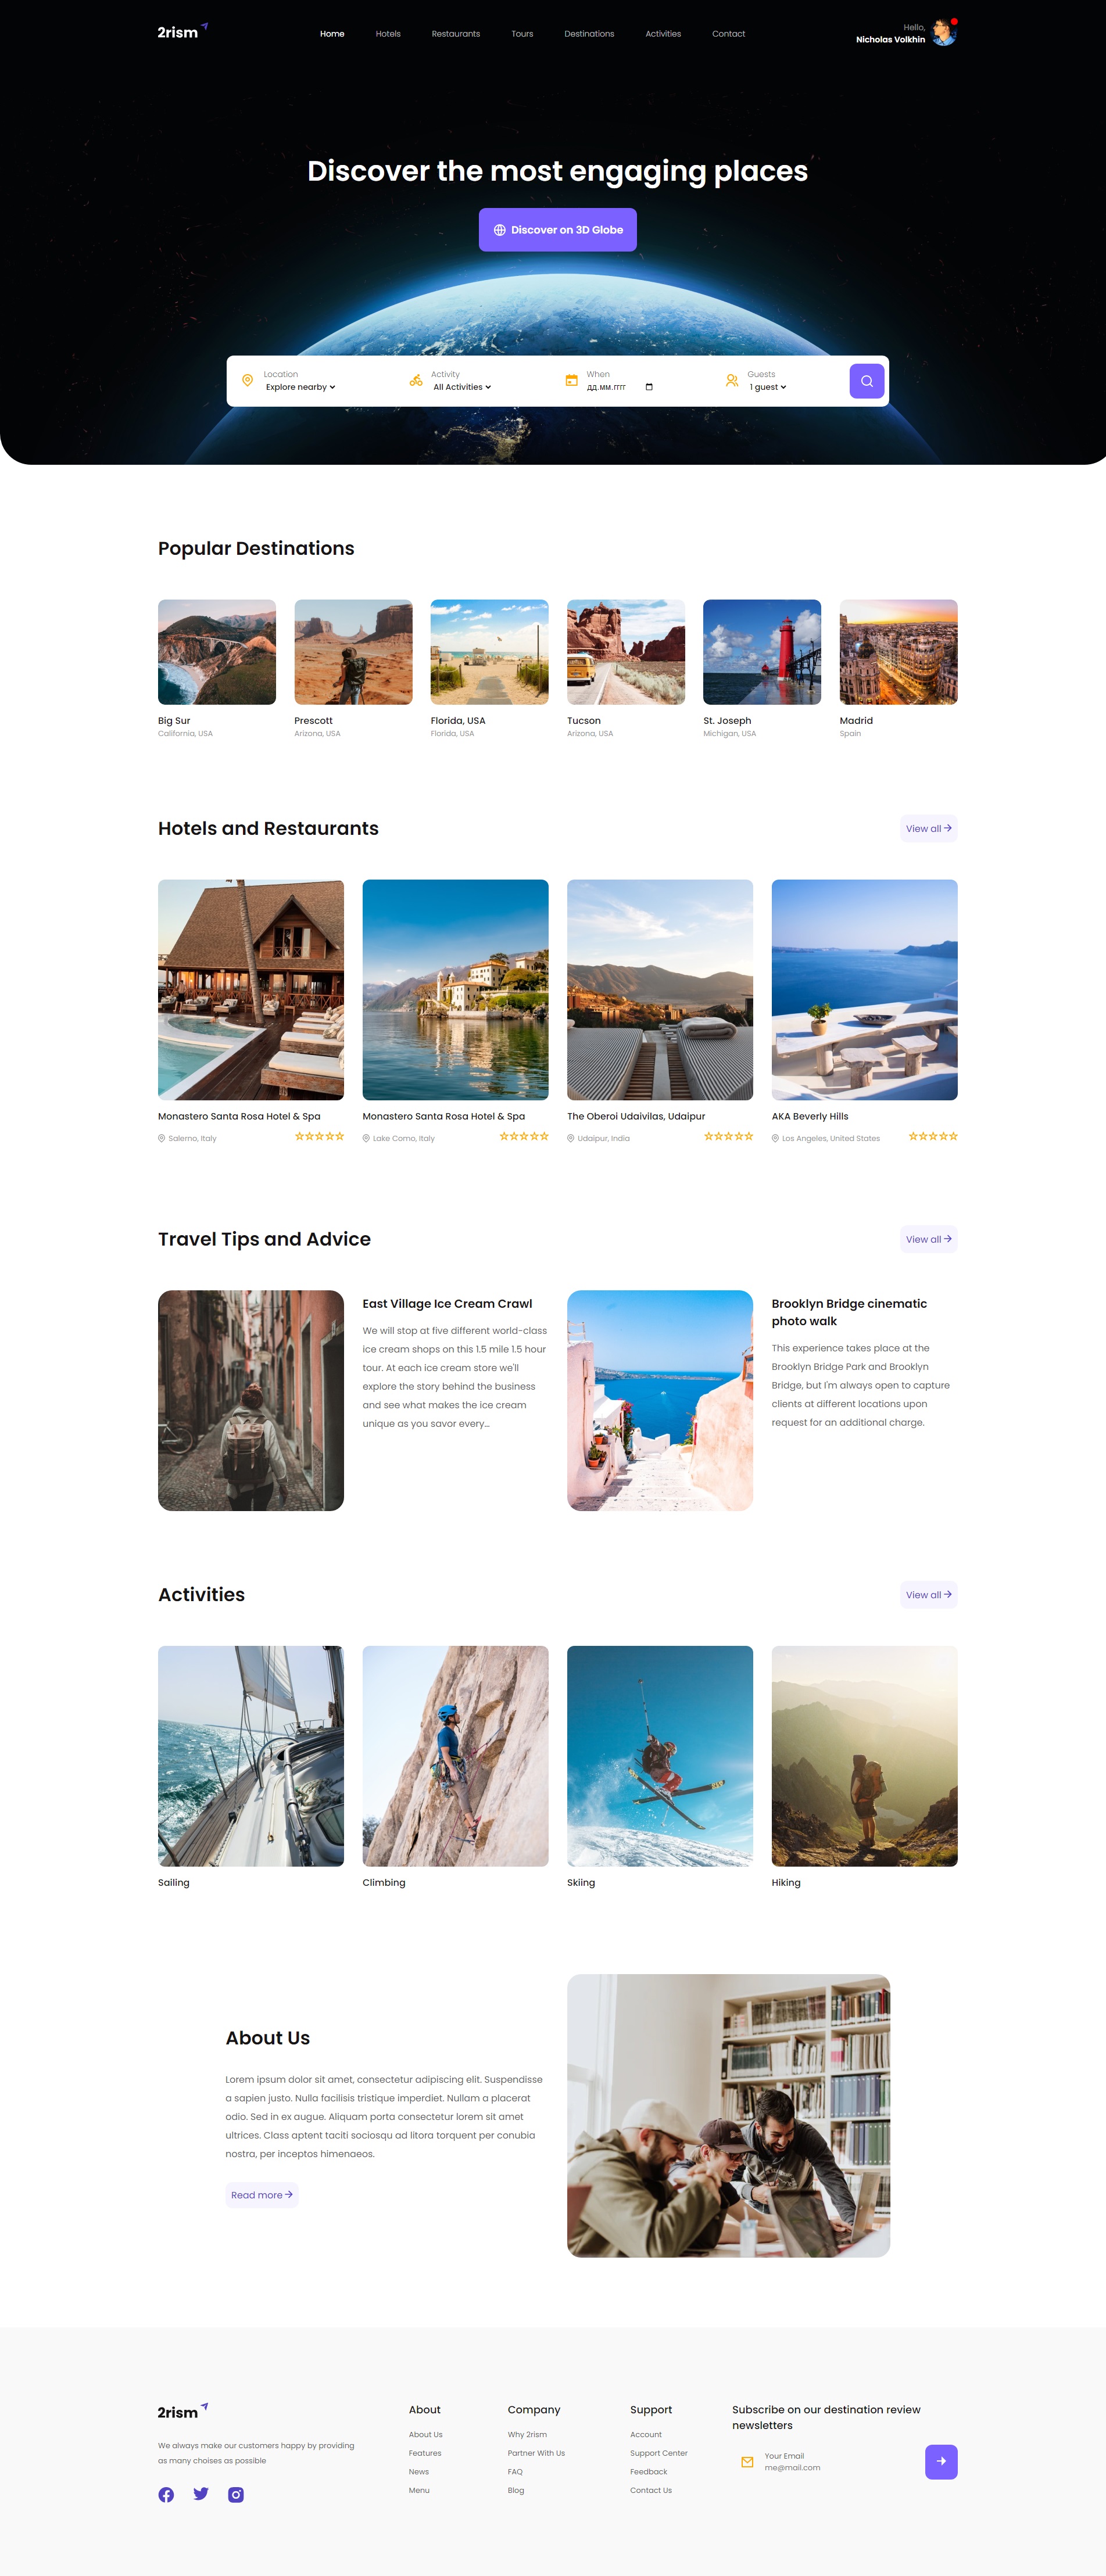 2rism
Home
Hotels
Restaurants
Tours
Destinations
Activities
Contact
Hello,
Nicholas Volkhin
Discover the most engaging places
Discover on 3D Globe
Location
Explore nearby
Activity
All Activities
When
дд.мм.гггг
Guests
1 guest
Popular Destinations
Big Sur
California, USA
Prescott
Arizona, USA
Florida, USA
Florida, USA
Tucson
Arizona, USA
St. Joseph
Michigan, USA
Madrid
Spain
Hotels and Restaurants
View all
Monastero Santa Rosa Hotel & Spa
Salerno, Italy
Monastero Santa Rosa Hotel & Spa
Lake Como, Italy
The Oberoi Udaivilas, Udaipur
Udaipur, India
AKA Beverly Hills
Los Angeles, United States
Travel Tips and Advice
View all
East Village Ice Cream Crawl
We will stop at five different world-class
ice cream shops on this 1.5 mile 1.5 hour
tour. At each ice cream store we'll
explore the story behind the business
and see what makes the ice cream
unique as you savor every...
Brooklyn Bridge cinematic
photo walk
This experience takes place at the
Brooklyn Bridge Park and Brooklyn
Bridge, but I'm always open to capture
clients at different locations upon
request for an additional charge.
Activities
View all
Sailing
Climbing
Skiing
Hiking
About Us
Lorem ipsum dolor sit amet, consectetur adipiscing elit. Suspendisse
a sapien justo. Nulla facilisis tristique imperdiet. Nullam a placerat
odio. Sed in ex augue. Aliquam porta consectetur lorem sit amet
ultrices. Class aptent taciti sociosqu ad litora torquent per conubia
nostra, per inceptos himenaeos.
Read more
2rism
We always make our customers happy by providing
as many choises as possible
About
About Us
Features
News
Menu
Company
Why 2rism
Partner With Us
FAQ
Blog
Support
Account
Support Center
Feedback
Contact Us
Subscribe on our destination review
newsletters
Your Email
me@mail.com